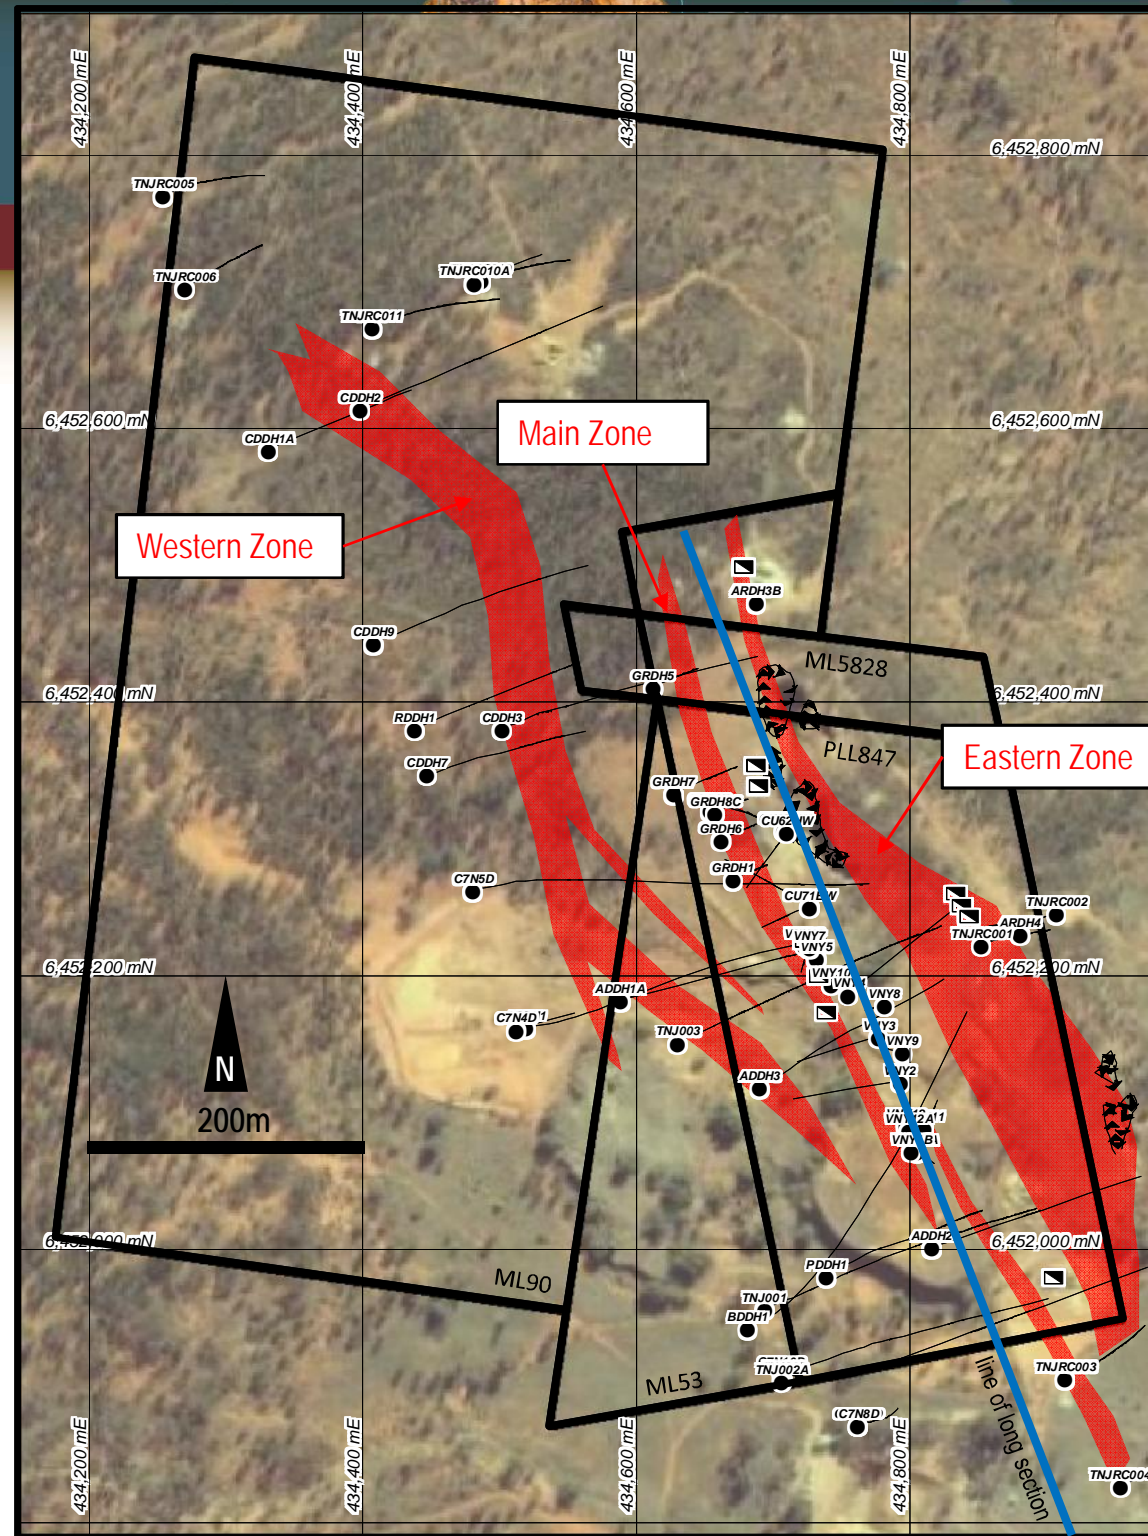 434,200 mE
434,400 mE
434,600 mE
434,800 mE
6,452,800 mN
TNJRC005
TNJRC006
TNJRC010A
TNJRC011
CDDH2
6,452,600 mN
6,452,600 mN
CDDH1A
Main Zone
Western Zone
ARDH3B
CDDH9
ML5828
GRDH5
6,452,400 mN
6,452,400 mN
RDDH1
CDDH3
PLL847
Eastern Zone
CDDH7
GRDH7
GRDH8C
GRDH6
GRDH1
C7N5D
TNJRC002
ARDH4
TNJRC001
VNY7
VNY5
6,452,200 mN
6,452,200 mN
VNY10
ADDH1A
VNY8
C7N4D
TNJ003
VNY3
VNY9
N
ADDH3
VNY2
200m
6,452,000 mN
6,452,000 mN
ADDH2
PDDH1
ML90
TNJ001
BDDH1
TNJ002A
ML53
TNJRC003
line of long section
(C7N8D)
434,200 mE
434,400 mE
434,600 mE
434,800 mE
TNJRC004